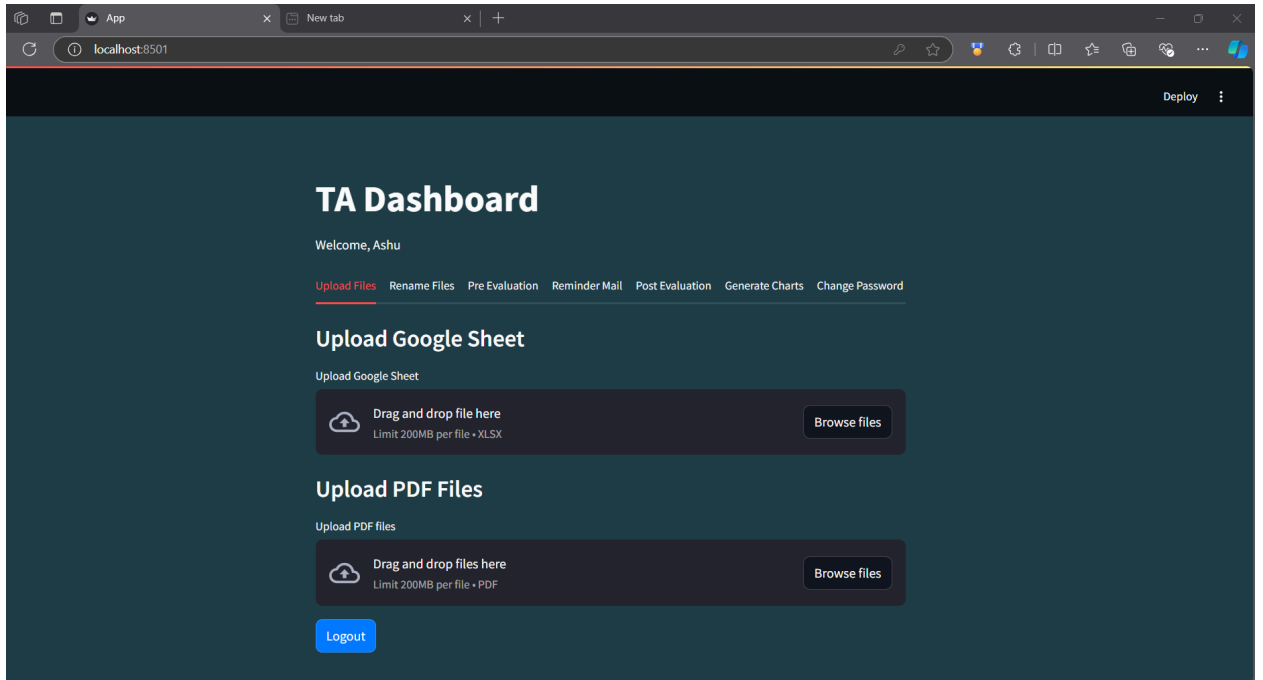 App
New tab
localhost:8501
Deploy
TA Dashboard
Welcome, Ashu
Upload Files Rename Files Pre Evaluation Reminder Mail Post Evaluation Generate Charts Change Password
Upload Google Sheet
Upload Google Sheet
Drag and drop file here
Limit 200MB per file • XLSX
Browse files
Upload PDF Files
Upload PDF files
Drag and drop files here
Limit 200MB per file • PDF
Browse files
Logout